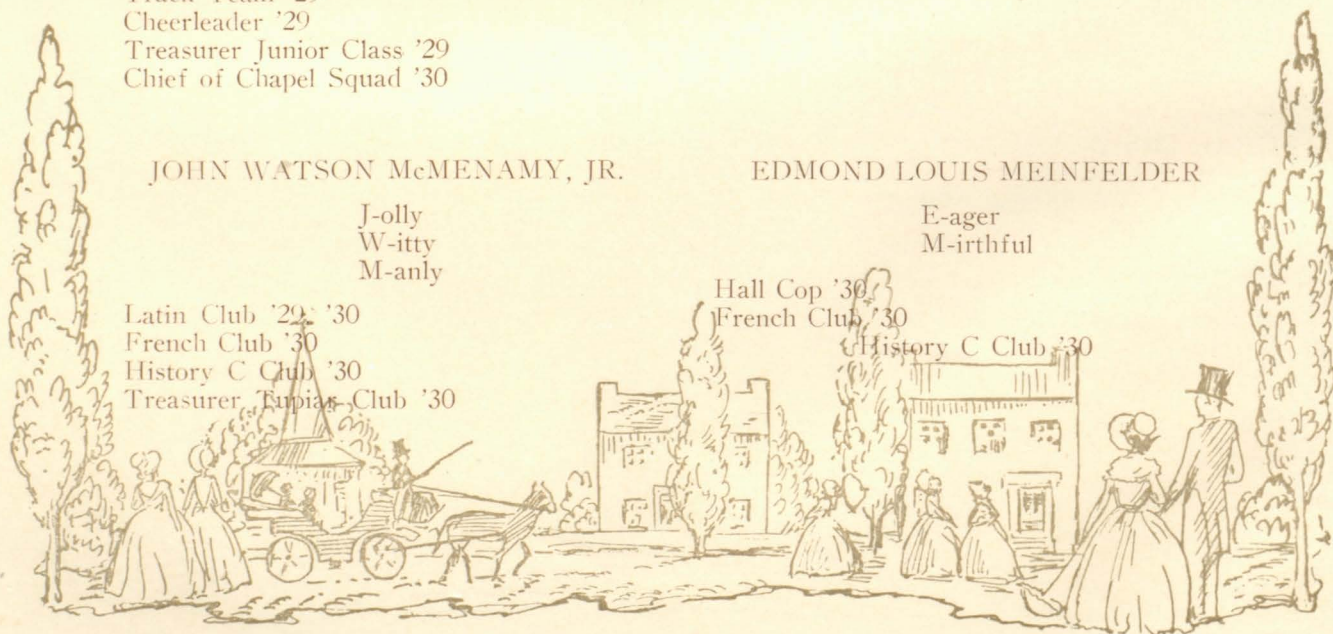 Cheerleader '29
Treasurer Junior Class '29
Chief of Chapel Squad '30
JOHN WATSON McMENAMY, JR.
J-olly
W-itty
M-anly
Latin Club '29, '30
French Club '30
History C Club '30
Treasurer Tupiar Club '30
EDMOND LOUIS MEINFELDER
E-ager
M-irthful
Hall Cop '30
French Club '30
History C Club '30